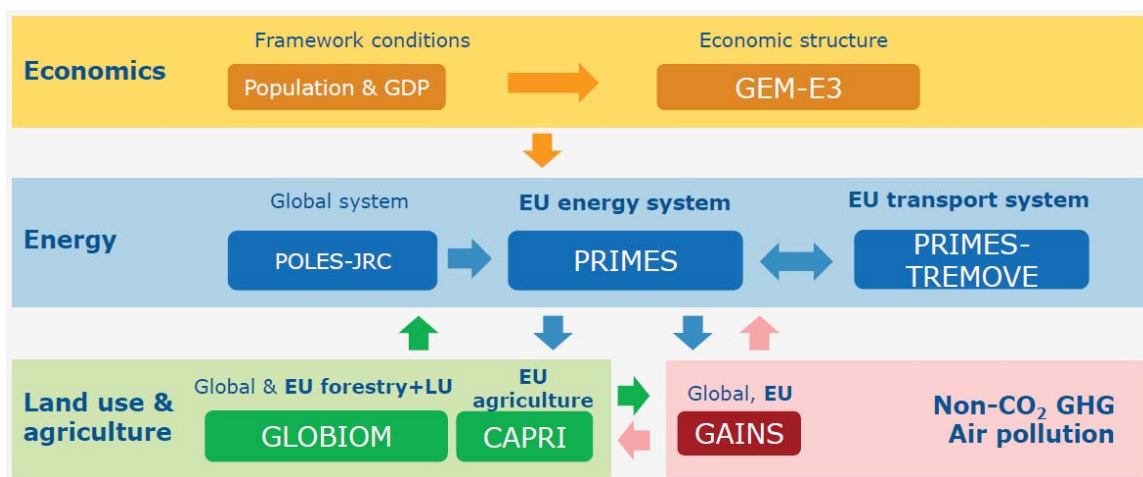 Economics
Framework conditions
Population & GDP
Economic structure
GEM-E3
Energy
Global system
POLES-JRC
EU energy system
PRIMES
EU transport system
PRIMES-
TREMOVE
Land use &
agriculture
Global & EU forestry+LU
GLOBIOM
EU
agriculture
CAPRI
Global, EU
GAINS
Non-CO₂ GHG
Air pollution